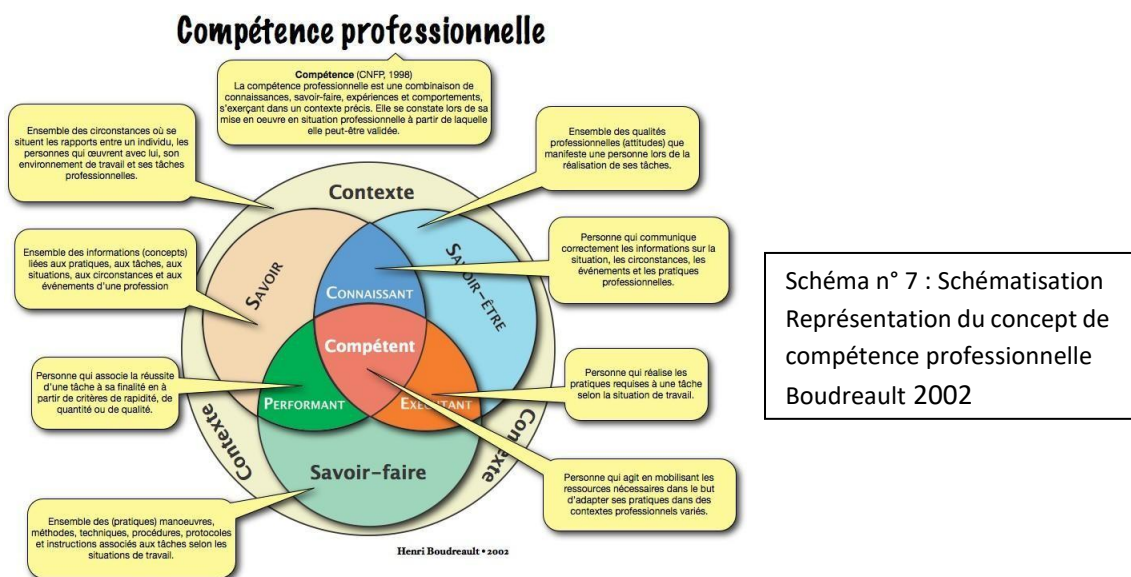 Compétence professionnelle
Compétence (CNFP, 1998)
La compétence professionnelle est une combinaison de
connaissances, savoir-faire, expériences et comportements,
s'exerçant dans un contexte précis. Elle se constate lors de sa
mise en oeuvre en situation professionnelle à partir de laquelle
elle peut-être validée.
Ensemble des circonstances où se
situent les rapports entre un individu, les
personnes qui œuvrent avec lui, son
environnement de travail et ses tâches
professionnelles.
Ensemble des qualités
professionnelles (attitudes) que
manifeste une personne lors de la
réalisation de ses tâches.
Contexte
Ensemble des informations (concepts)
liées aux pratiques, aux tâches, aux
situations, aux circonstances et aux
événements d'une profession
SAVOIR
CONNAISSANT
SAVOIR-ÊTRE
Personne qui communique
correctement les informations sur la
situation, les circonstances, les
événements et les pratiques
professionnelles.
Compétent
Personne qui associe la réussite
d'une tâche à sa finalité en à
partir de critères de rapidité, de
quantité ou de qualité.
PERFORMANT
EXÉCUTANT
Personne qui réalise les
pratiques requises à une tâche
selon la situation de travail.
Contexte
Savoir-faire
Contexte
Personne qui agit en mobilisant les
ressources nécessaires dans le but
d'adapter ses pratiques dans des
contextes professionnels variés.
Ensemble des (pratiques) manoeuvres,
méthodes, techniques, procédures, protocoles
et instructions associés aux tâches selon les
situations de travail.
Henri Boudreault • 2002
Schéma n° 7 : Schématisation
Représentation du concept de
compétence professionnelle
Boudreault 2002